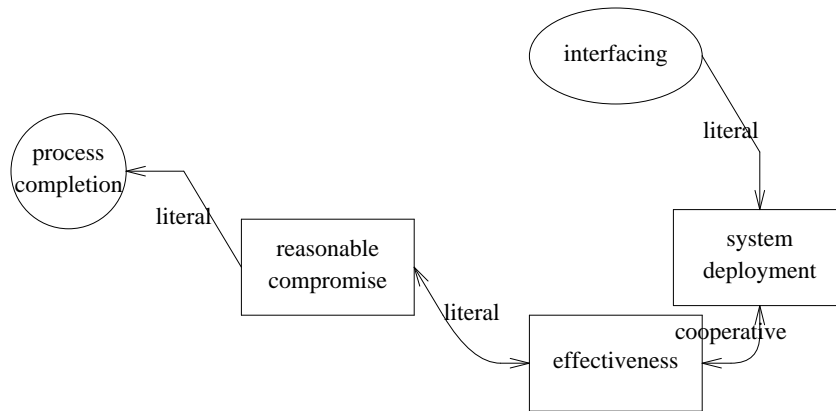 interfacing
literal
process
completion
literal
reasonable
compromise
system
deployment
literal
cooperative
effectiveness